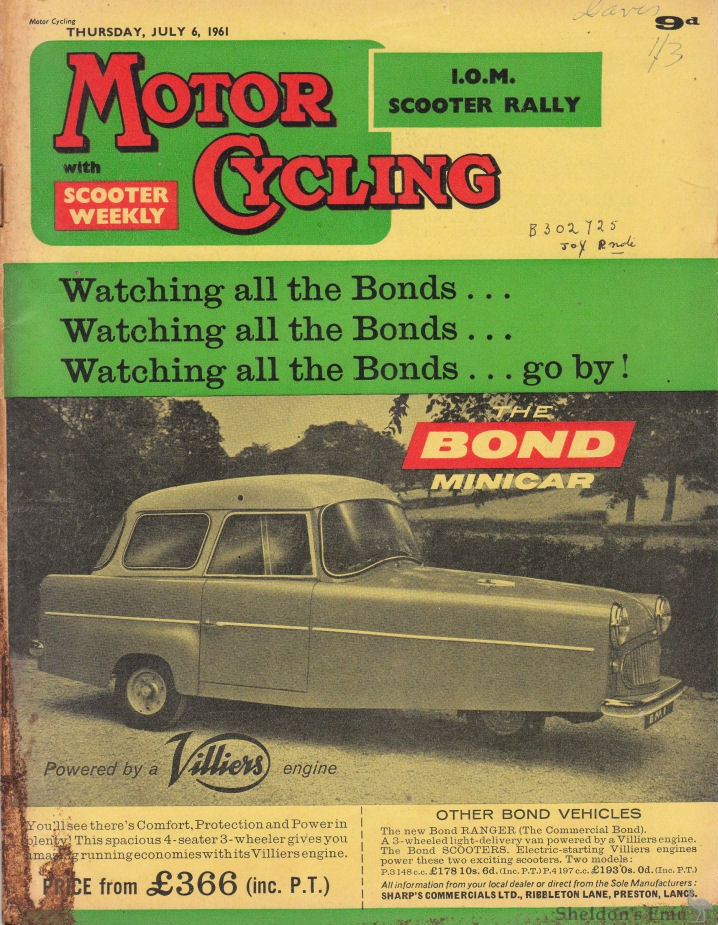 Motor Cycling
THURSDAY, JULY 6, 1961
9d
1/3
MOTOR
CYCLING
with
SCOOTER
WEEKLY
I.O.M.
SCOOTER RALLY
B302725
Watching all the Bonds . . .
Watching all the Bonds . . .
Watching all the Bonds . . . go by !
THE
BOND
MINICAR
Powered by a Villiers engine
You'll see there's Comfort, Protection and Power in
plenty! This spacious 4-seater 3-wheeler gives you
amazing running economies with its Villiers engine.
PRICE from £366 (inc. P.T.)
OTHER BOND VEHICLES
The new Bond RANGER (The Commercial Bond).
A 3-wheeled light-delivery van powered by a Villiers engine.
The Bond SCOOTERS. Electric-starting Villiers engines
power these two exciting scooters. Two models :
P.3 148 c.c. £178 10s. 6d. (Inc. P.T.) P.4 197 c.c. £193 0s. 0d. (Inc. P.T.)
All information from your local dealer or direct from the Sole Manufacturers :
SHARP'S COMMERCIALS LTD., RIBBLETON LANE, PRESTON, LANCS.
Sheldon's Emu